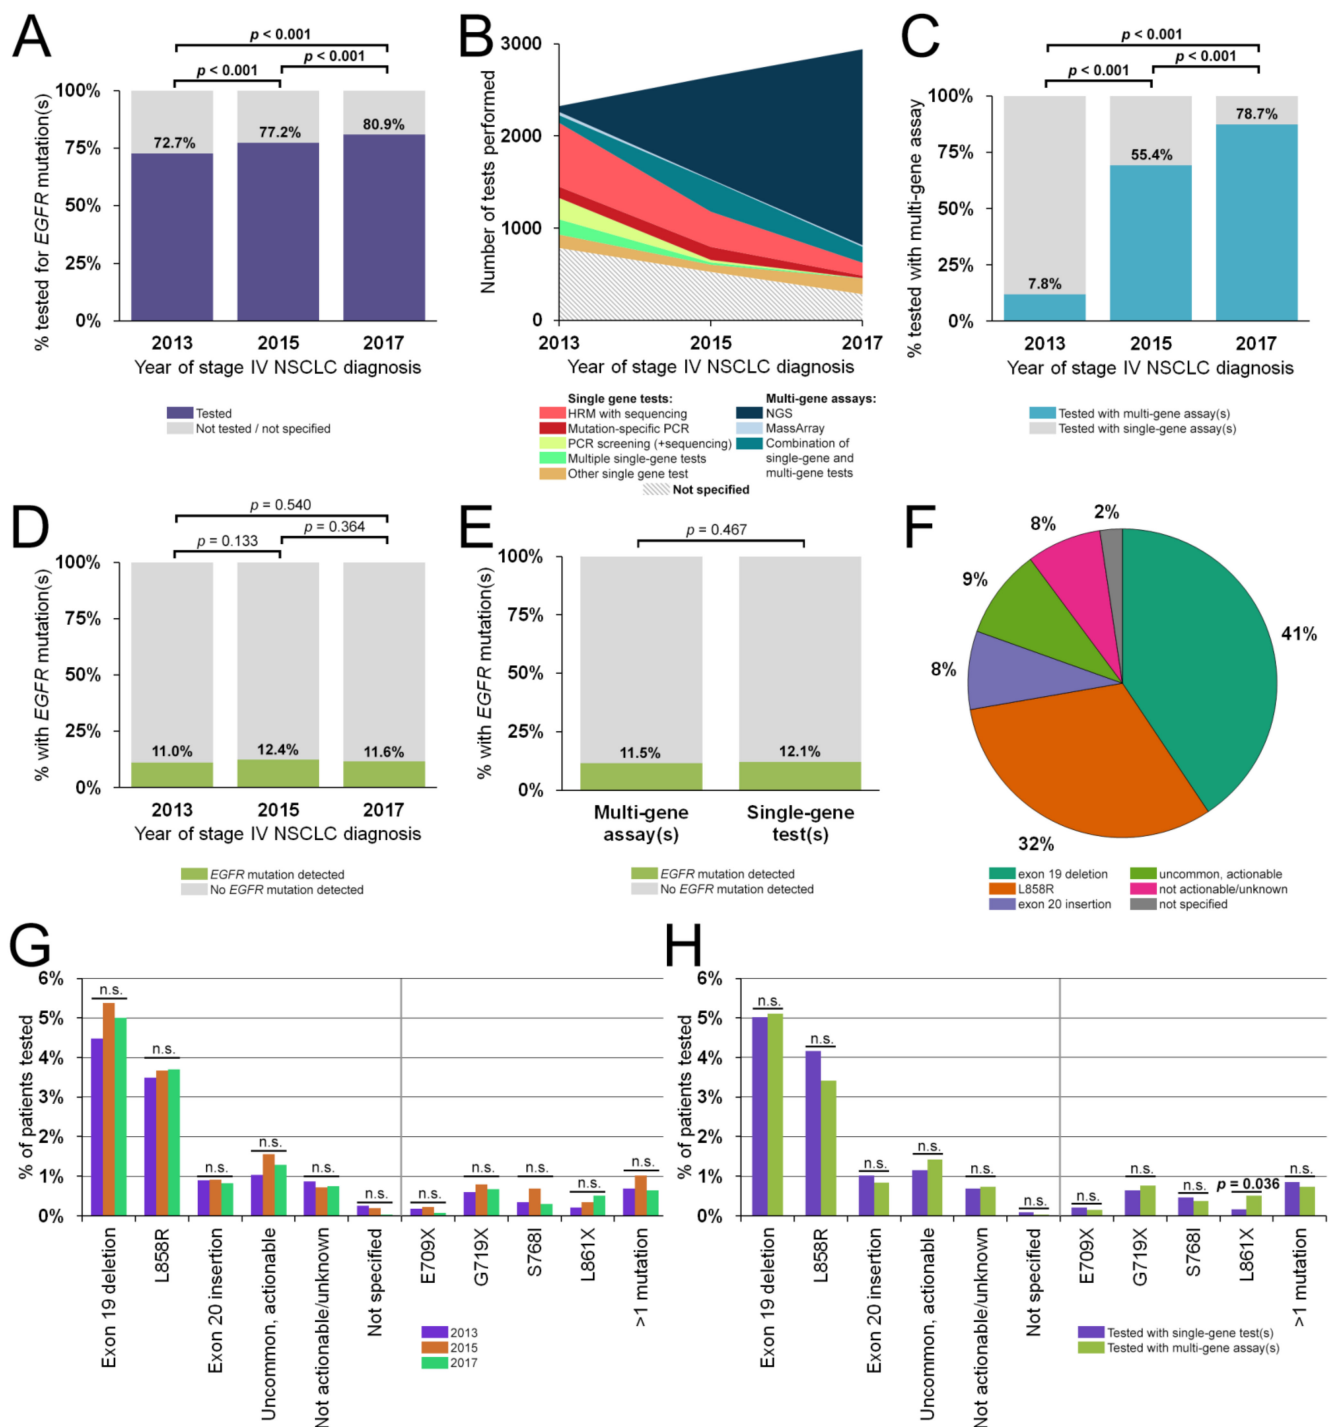 A
p < 0.001
p < 0.001
p < 0.001
% tested for EGFR mutation(s)
100%
75%
50%
25%
0%
72.7%
77.2%
80.9%
2013
2015
2017
Year of stage IV NSCLC diagnosis
Tested
Not tested / not specified
B
Number of tests performed
3000
2000
1000
0
2013
2015
2017
Year of stage IV NSCLC diagnosis
Single gene tests:
HRM with sequencing
Mutation-specific PCR
PCR screening (+sequencing)
Multiple single-gene tests
Other single gene test
Multi-gene assays:
NGS
MassArray
Combination of
single-gene and
multi-gene tests
Not specified
C
p < 0.001
p < 0.001
p < 0.001
% tested with multi-gene assay
100%
75%
50%
25%
0%
7.8%
55.4%
78.7%
2013
2015
2017
Year of stage IV NSCLC diagnosis
Tested with multi-gene assay(s)
Tested with single-gene assay(s)
D
p = 0.540
p = 0.364
p = 0.133
% with EGFR mutation(s)
100%
75%
50%
25%
0%
11.0%
12.4%
11.6%
2013
2015
2017
Year of stage IV NSCLC diagnosis
EGFR mutation detected
No EGFR mutation detected
E
p = 0.467
% with EGFR mutation(s)
100%
75%
50%
25%
0%
11.5%
12.1%
Multi-gene
assay(s)
Single-gene
test(s)
EGFR mutation detected
No EGFR mutation detected
F
2%
8%
9%
8%
41%
32%
exon 19 deletion
L858R
exon 20 insertion
uncommon, actionable
not actionable/unknown
not specified
G
% of patients tested
6%
5%
4%
3%
2%
1%
0%
n.s.
n.s.
n.s.
n.s.
n.s.
n.s.
n.s.
n.s.
n.s.
n.s.
n.s.
Exon 19 deletion
L858R
Exon 20 insertion
Uncommon, actionable
Not actionable/unknown
Not specified
E709X
G719X
S768I
L861X
>1 mutation
2013
2015
2017
H
% of patients tested
6%
5%
4%
3%
2%
1%
0%
n.s.
n.s.
n.s.
n.s.
n.s.
n.s.
n.s.
n.s.
n.s.
p = 0.036
n.s.
Exon 19 deletion
L858R
Exon 20 insertion
Uncommon, actionable
Not actionable/unknown
Not specified
E709X
G719X
S768I
L861X
>1 mutation
Tested with single-gene test(s)
Tested with multi-gene assay(s)